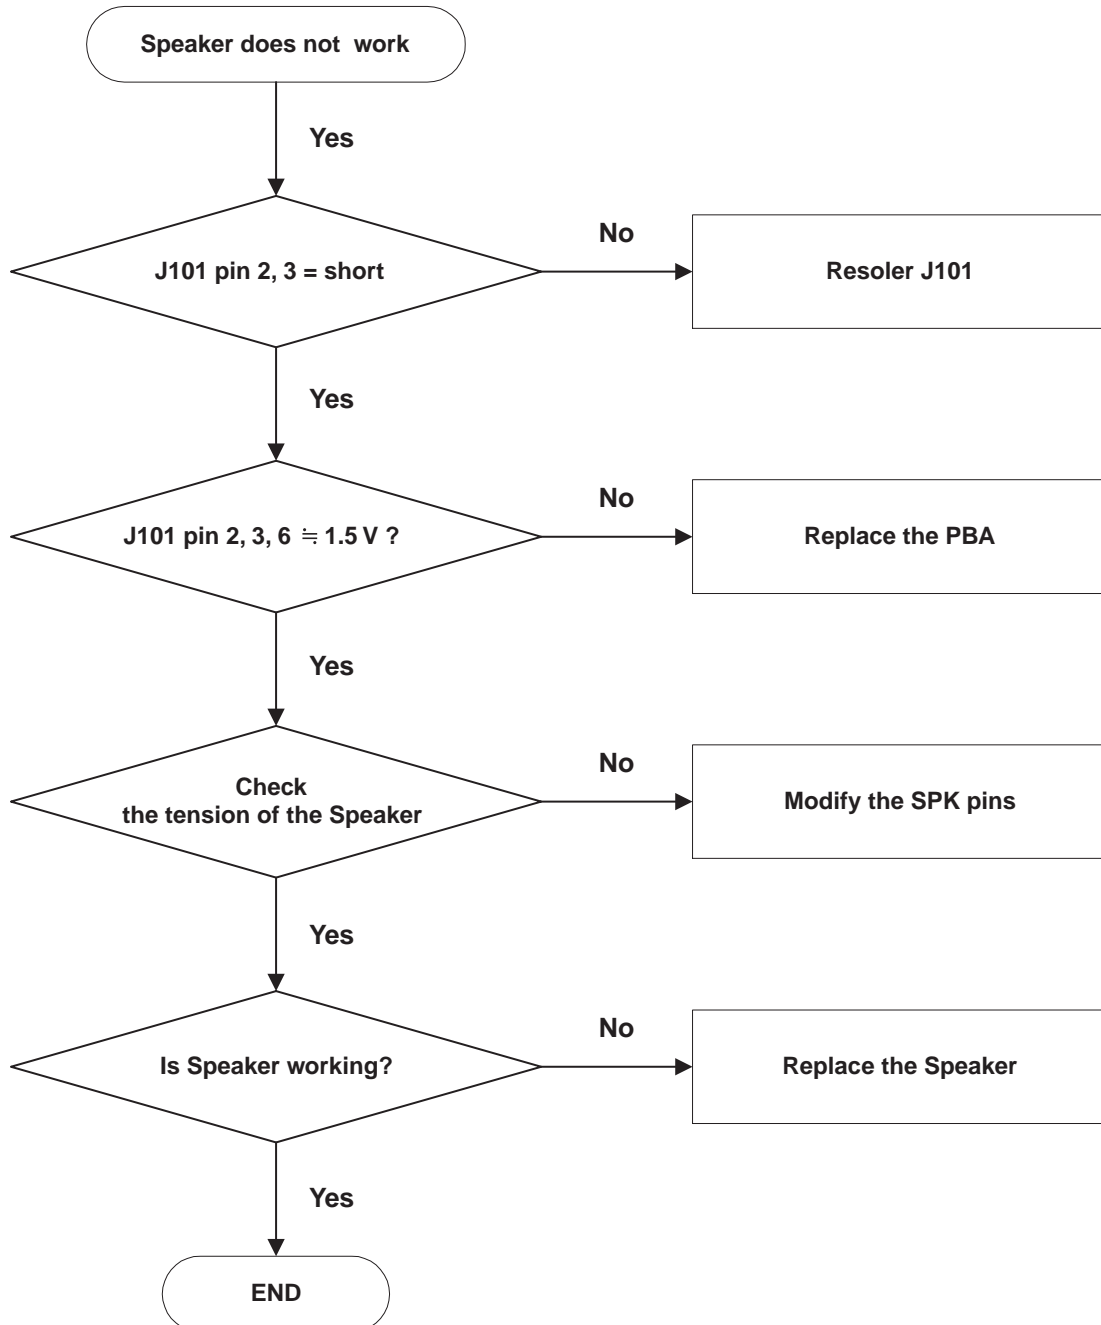 Speaker does not work
Yes
J101 pin 2, 3 = short
No
Resoler J101
Yes
J101 pin 2, 3, 6 ≒ 1.5 V ?
No
Replace the PBA
Yes
Check
the tension of the Speaker
No
Modify the SPK pins
Yes
Is Speaker working?
No
Replace the Speaker
Yes
END